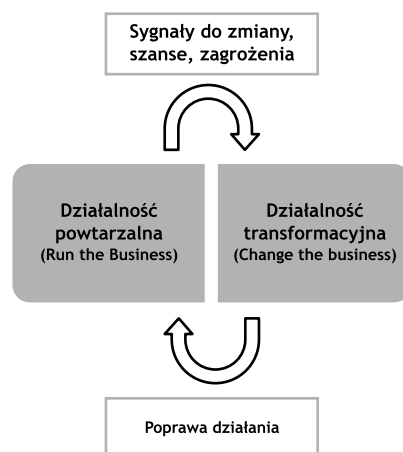 Sygnały do zmiany,
szanse, zagrożenia
Działalność
powtarzalna
(Run the Business)
Działalność
transformacyjna
(Change the business)
Poprawa działania